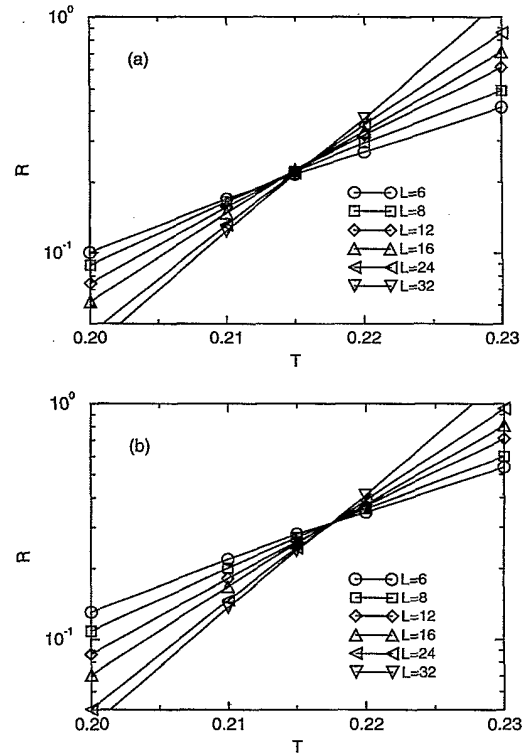 10⁰
(a)
R
L=6
L=8
L=12
L=16
L=24
L=32
10⁻¹
0.20 0.21 0.22 0.23
T
10⁰
(b)
R
L=6
L=8
L=12
L=16
L=24
L=32
10⁻¹
0.20 0.21 0.22 0.23
T